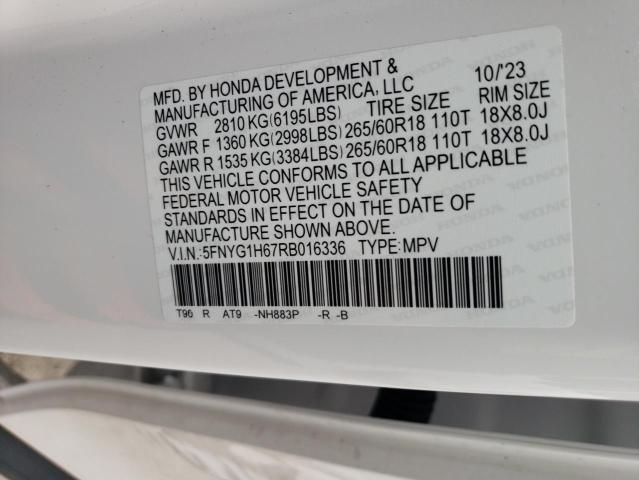 MFD. BY HONDA DEVELOPMENT & 10/'23
MANUFACTURING OF AMERICA, LLC
GVWR 2810 KG(6195LBS) TIRE SIZE RIM SIZE
GAWR F 1360 KG(2998LBS) 265/60R18 110T 18X8.0J
GAWR R 1535 KG(3384LBS) 265/60R18 110T 18X8.0J
THIS VEHICLE CONFORMS TO ALL APPLICABLE
FEDERAL MOTOR VEHICLE SAFETY
STANDARDS IN EFFECT ON THE DATE OF
MANUFACTURE SHOWN ABOVE.
V.I.N.:5FNYG1H67RB016336 TYPE:MPV
T90 R AT9 -NH883P -R -B